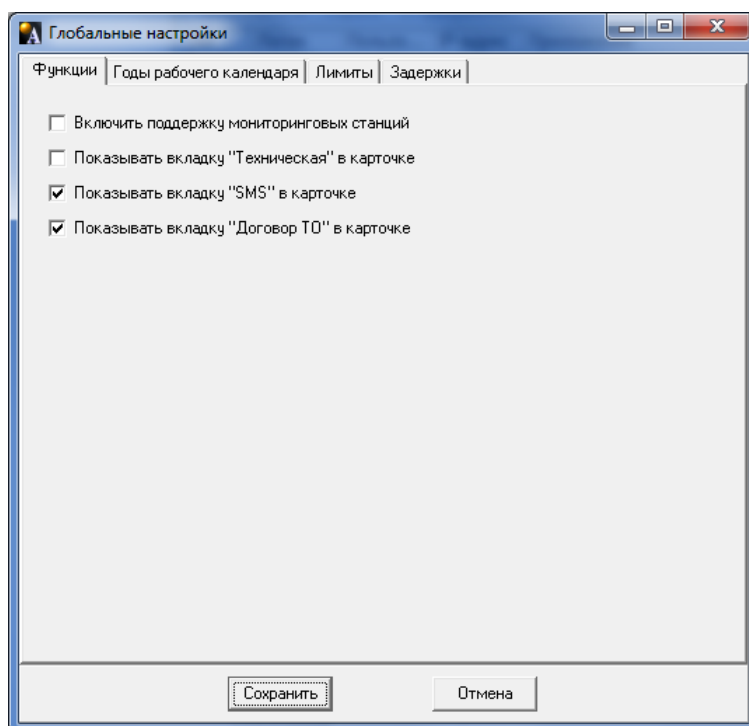 Глобальные настройки
Функции Годы рабочего календаря Лимиты Задержки
Включить поддержку мониторинговых станций
Показывать вкладку "Техническая" в карточке
Показывать вкладку "SMS" в карточке
Показывать вкладку "Договор ТО" в карточке
Сохранить Отмена